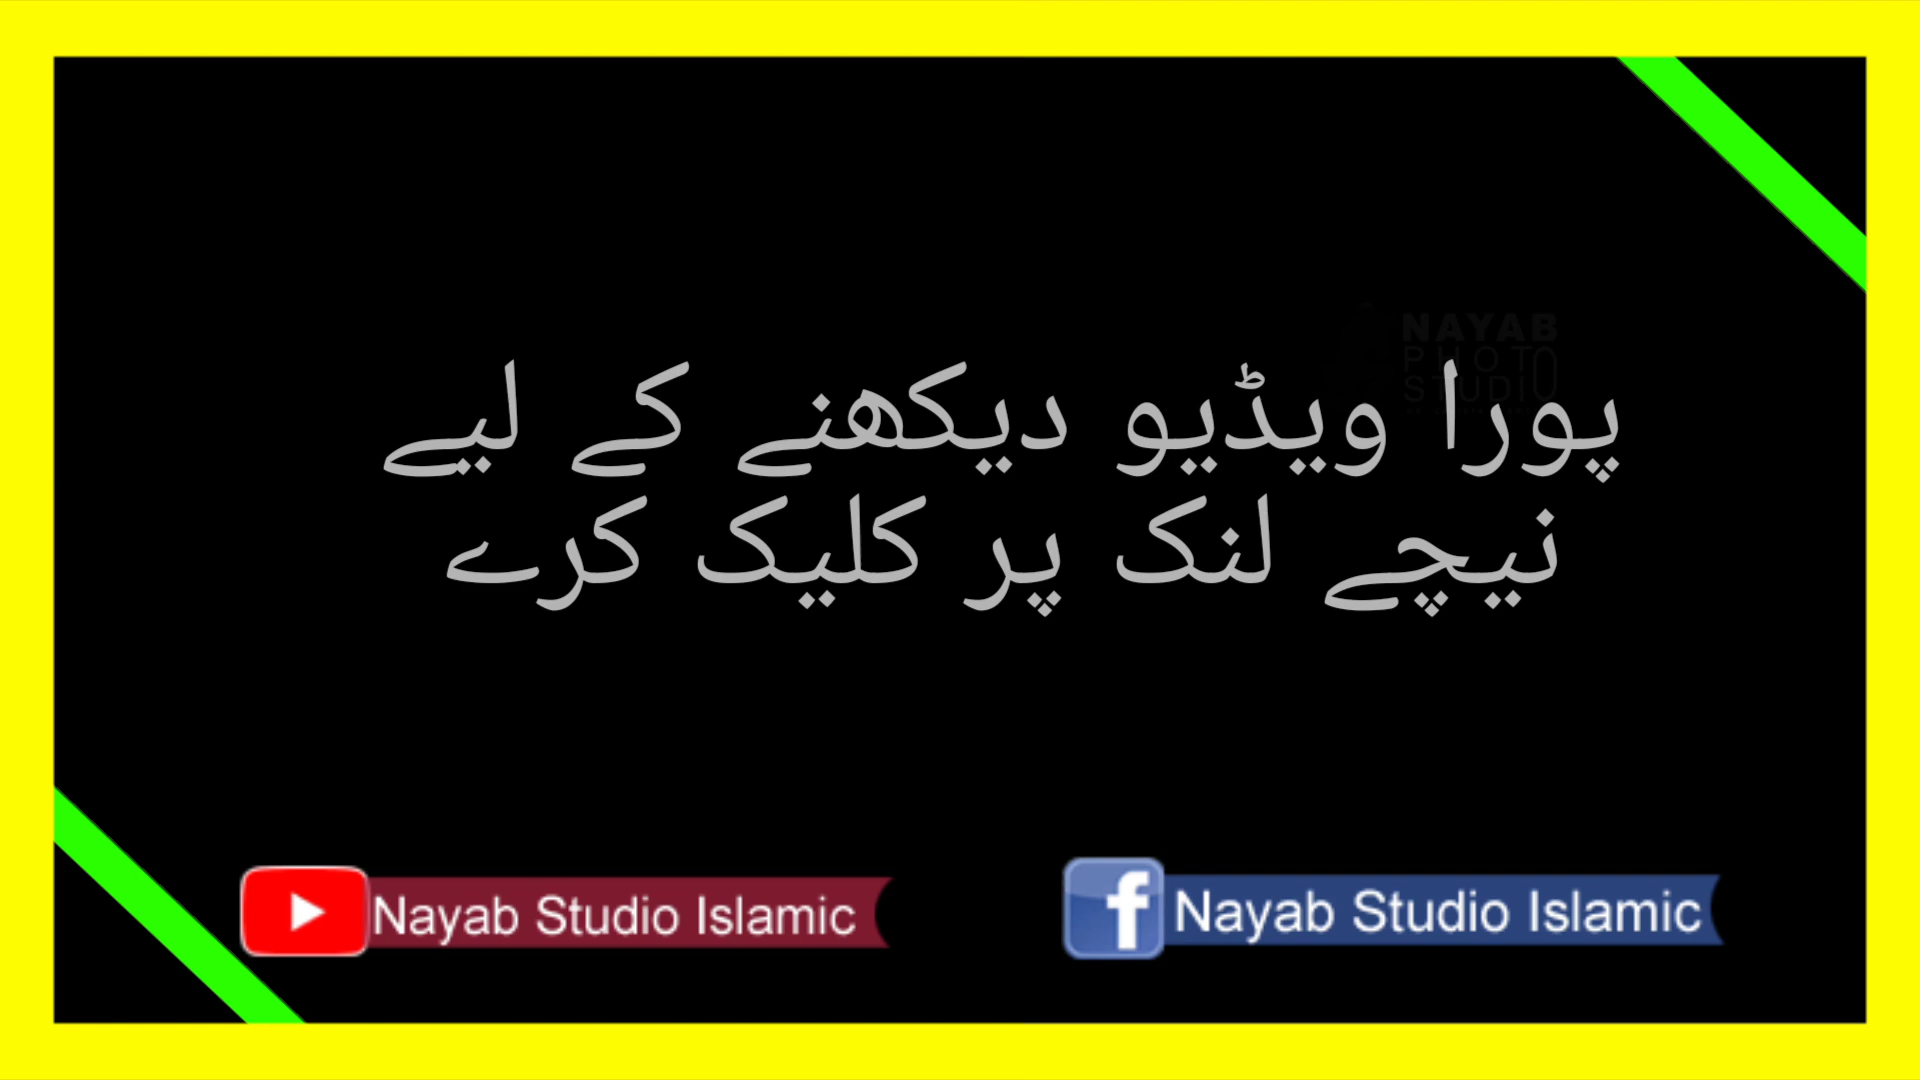 NAYAB
PHOTO
STUDIO
پورا ویڈیو دیکھنے کے لیے
نیچے لنک پر کلیک کرے
Nayab Studio Islamic
Nayab Studio Islamic